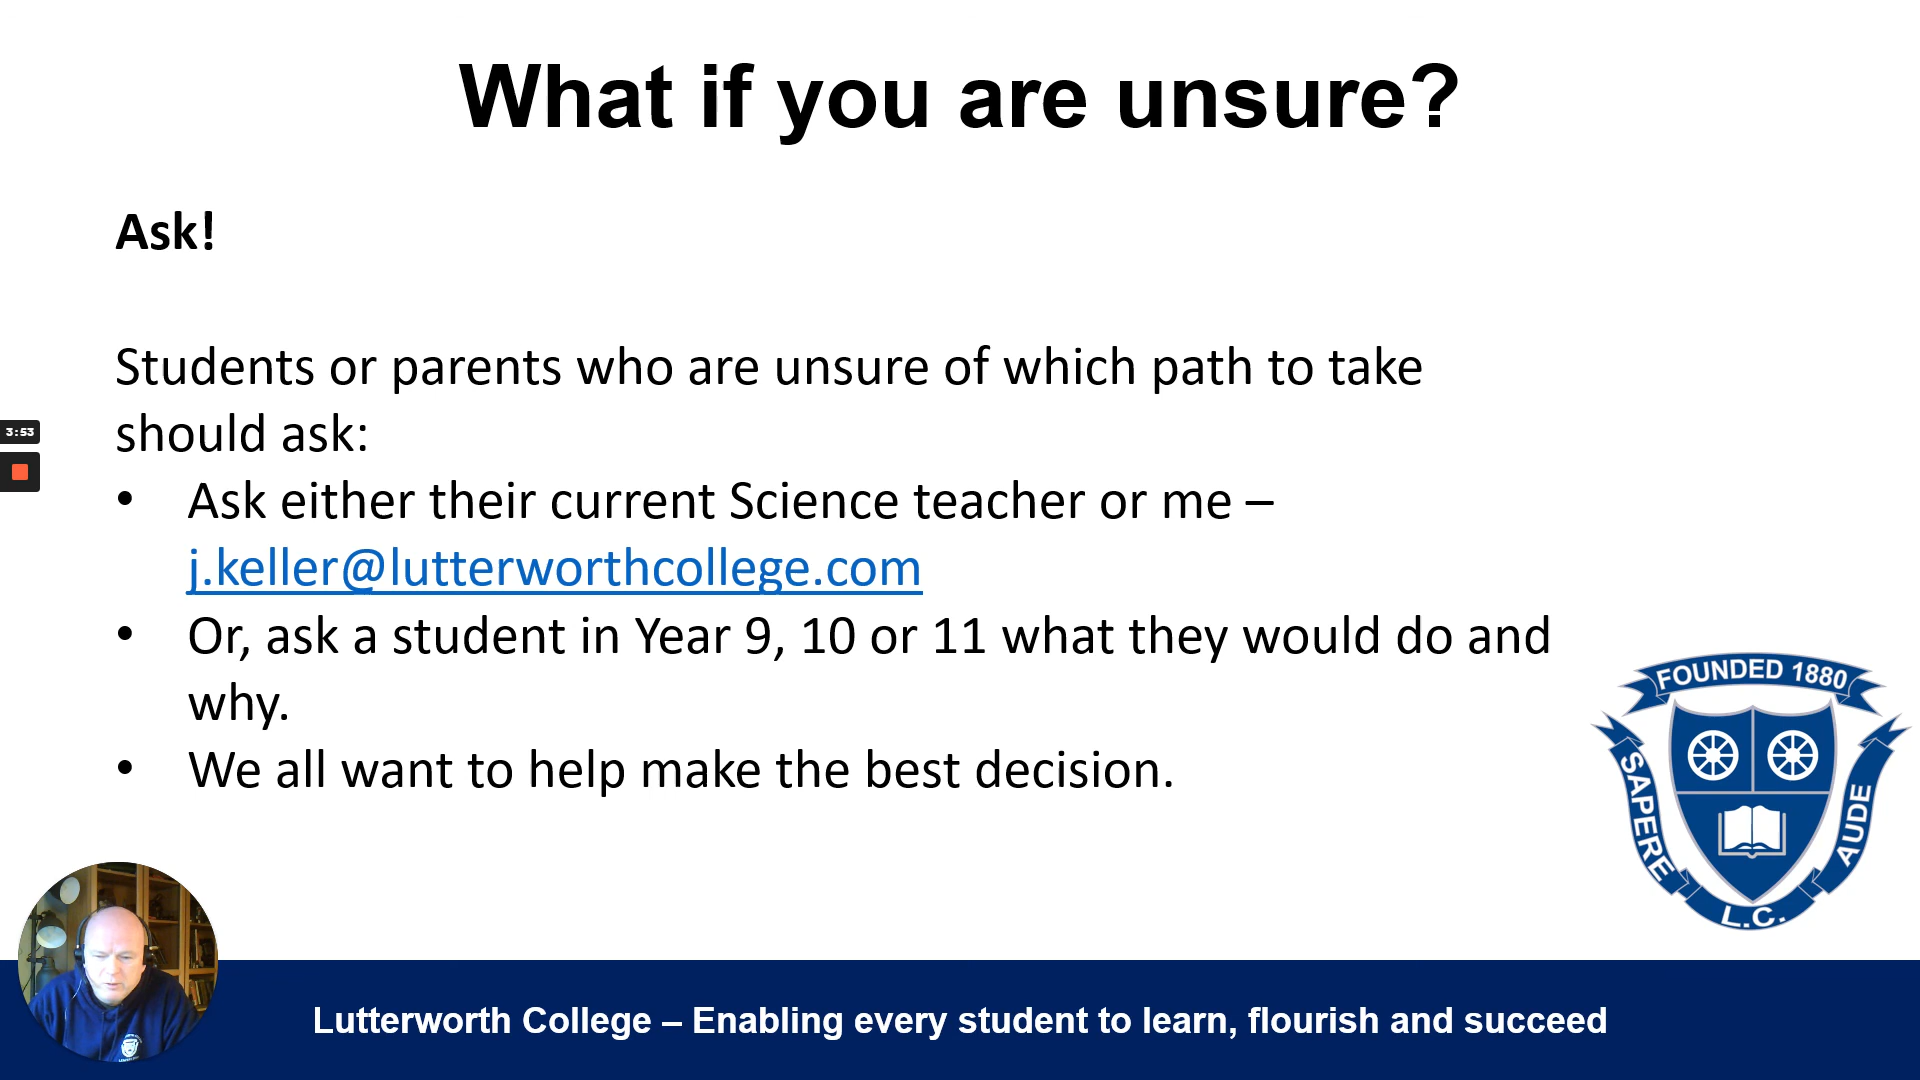 What if you are unsure?
Ask!
Students or parents who are unsure of which path to take
should ask:
• Ask either their current Science teacher or me –
j.keller@lutterworthcollege.com
• Or, ask a student in Year 9, 10 or 11 what they would do and
why.
• We all want to help make the best decision.
3:53
FOUNDED 1880
SAPERE
AUDE
L.C.
Lutterworth College – Enabling every student to learn, flourish and succeed